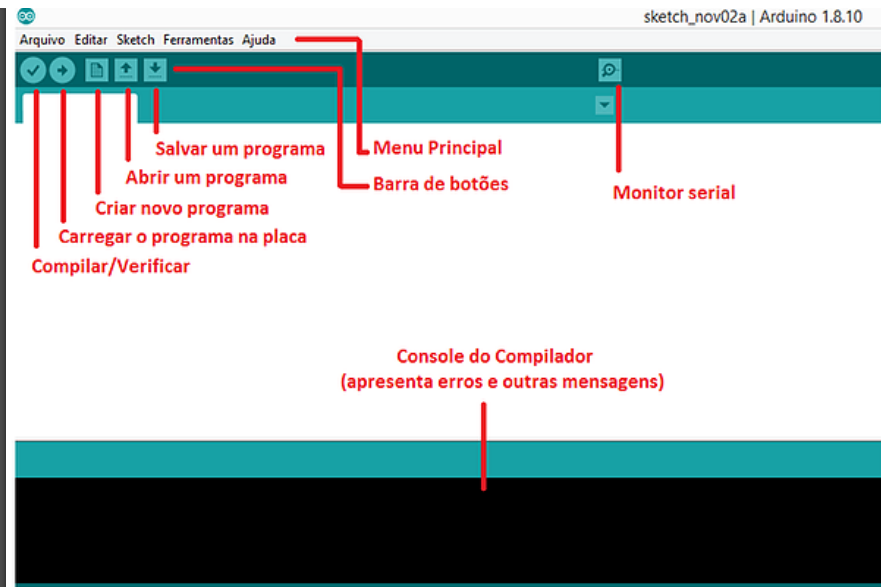 sketch_nov02a | Arduino 1.8.10
Arquivo Editar Sketch Ferramentas Ajuda
Salvar um programa
Menu Principal
Abrir um programa
Barra de botões
Monitor serial
Criar novo programa
Carregar o programa na placa
Compilar/Verificar
Console do Compilador
(apresenta erros e outras mensagens)